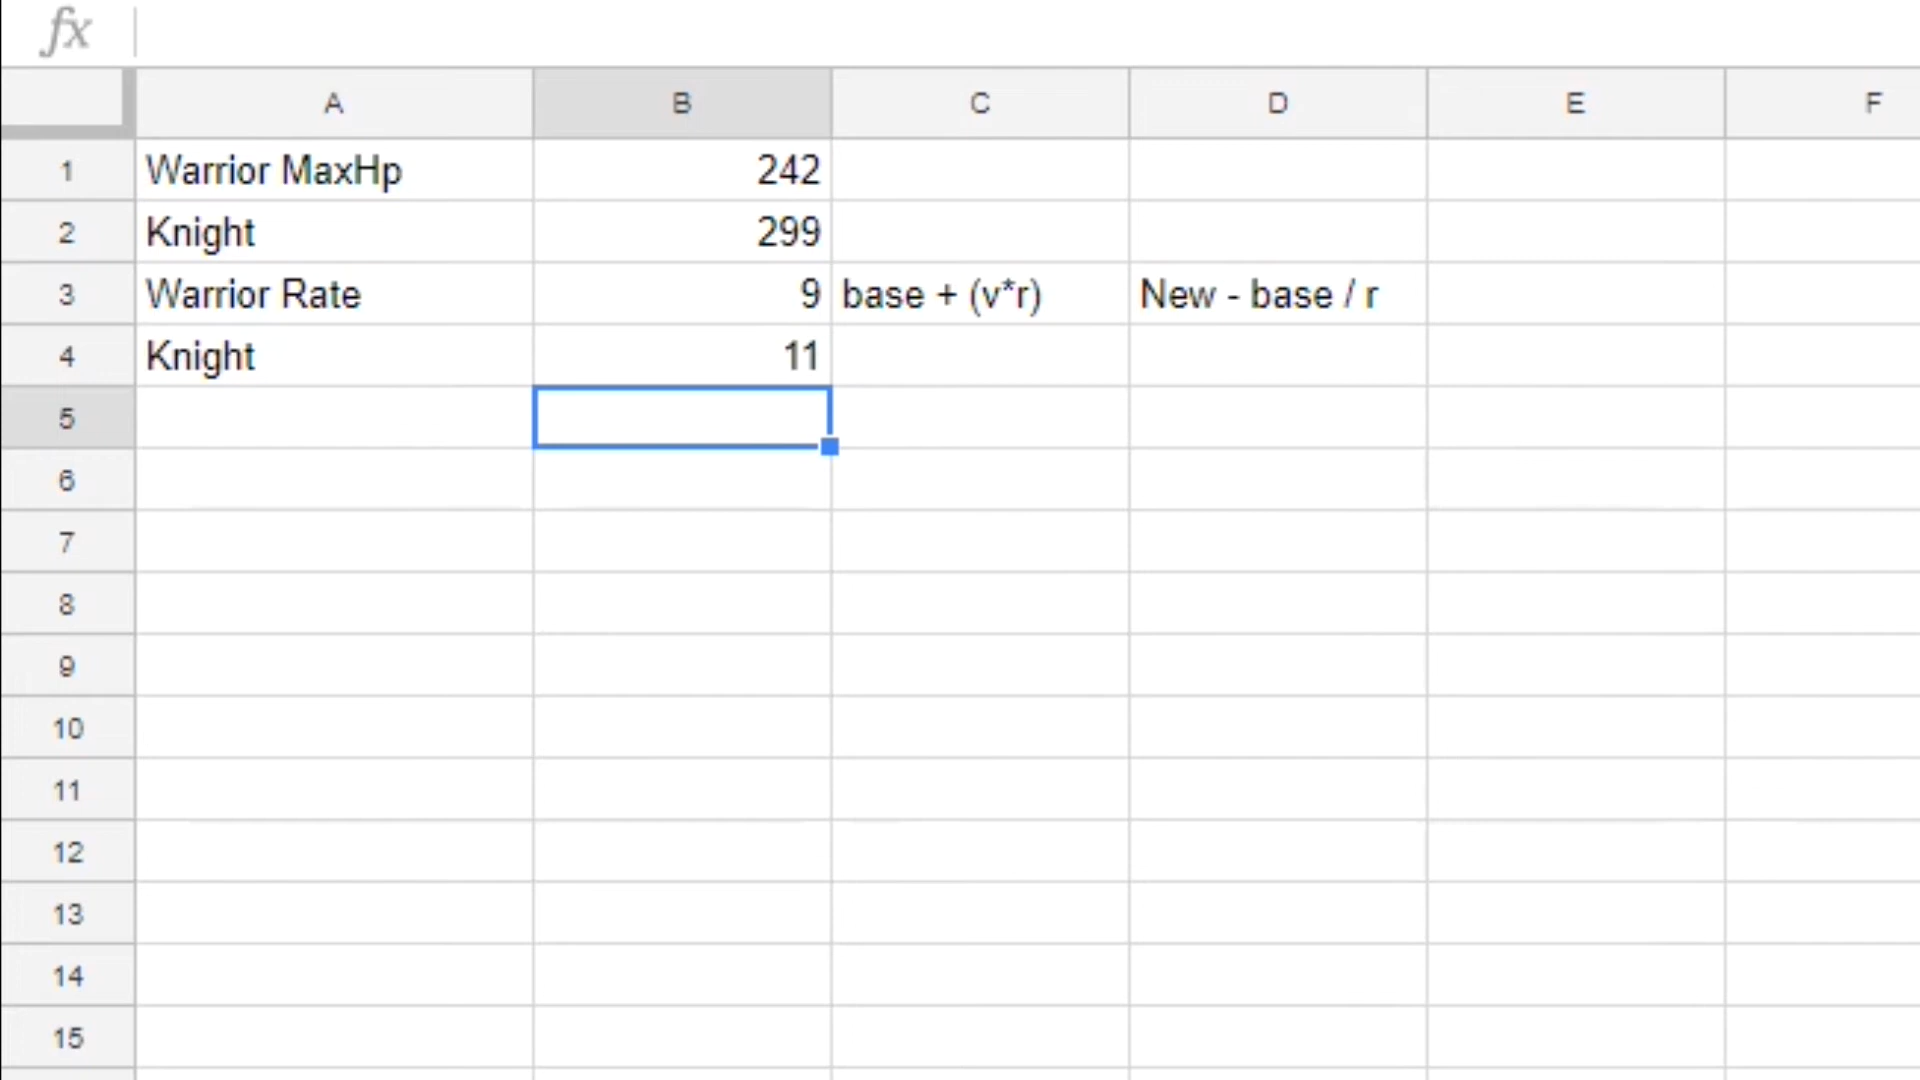 fx
A B C D E F
1 Warrior MaxHp 242
2 Knight 299
3 Warrior Rate 9 base + (v*r) New - base / r
4 Knight 11
5
6
7
8
9
10
11
12
13
14
15